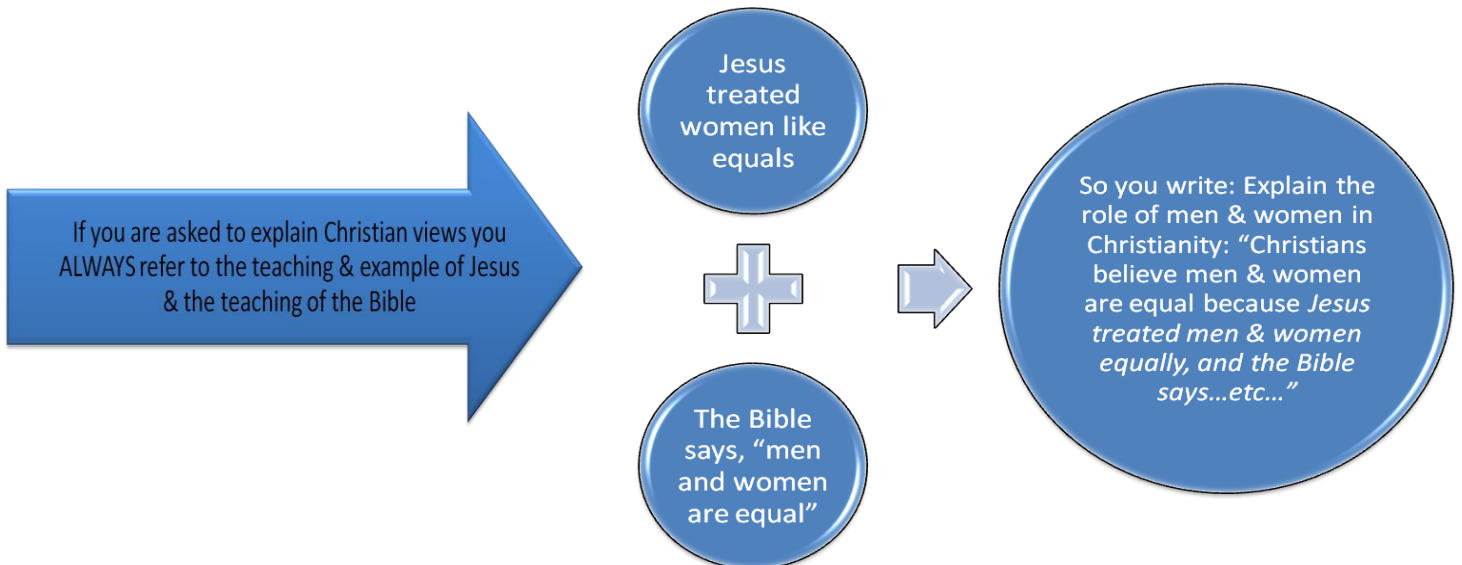 If you are asked to explain Christian views you
ALWAYS refer to the teaching & example of Jesus
& the teaching of the Bible
Jesus
treated
women like
equals
The Bible
says, “men
and women
are equal”
So you write: Explain the
role of men & women in
Christianity: “Christians
believe men & women
are equal because Jesus
treated men & women
equally, and the Bible
says...etc...”